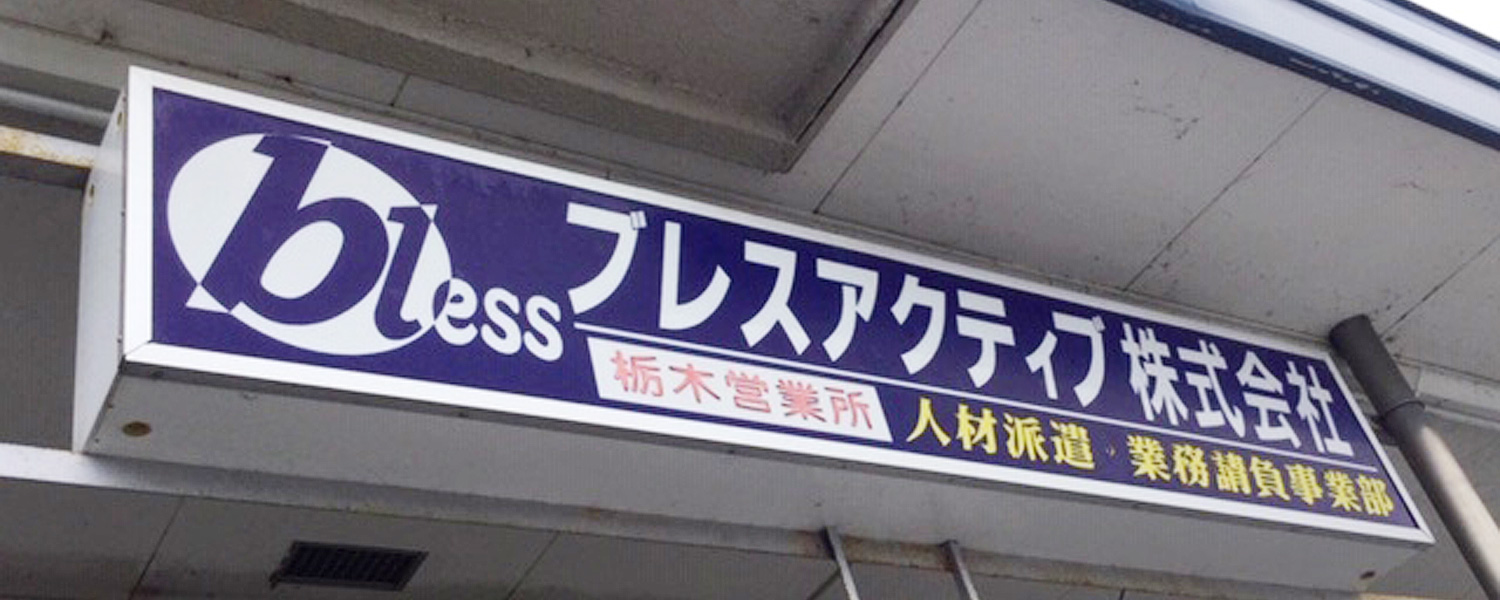 bless
ブレスアクティブ株式会社
栃木営業所
人材派遣・業務請負事業部